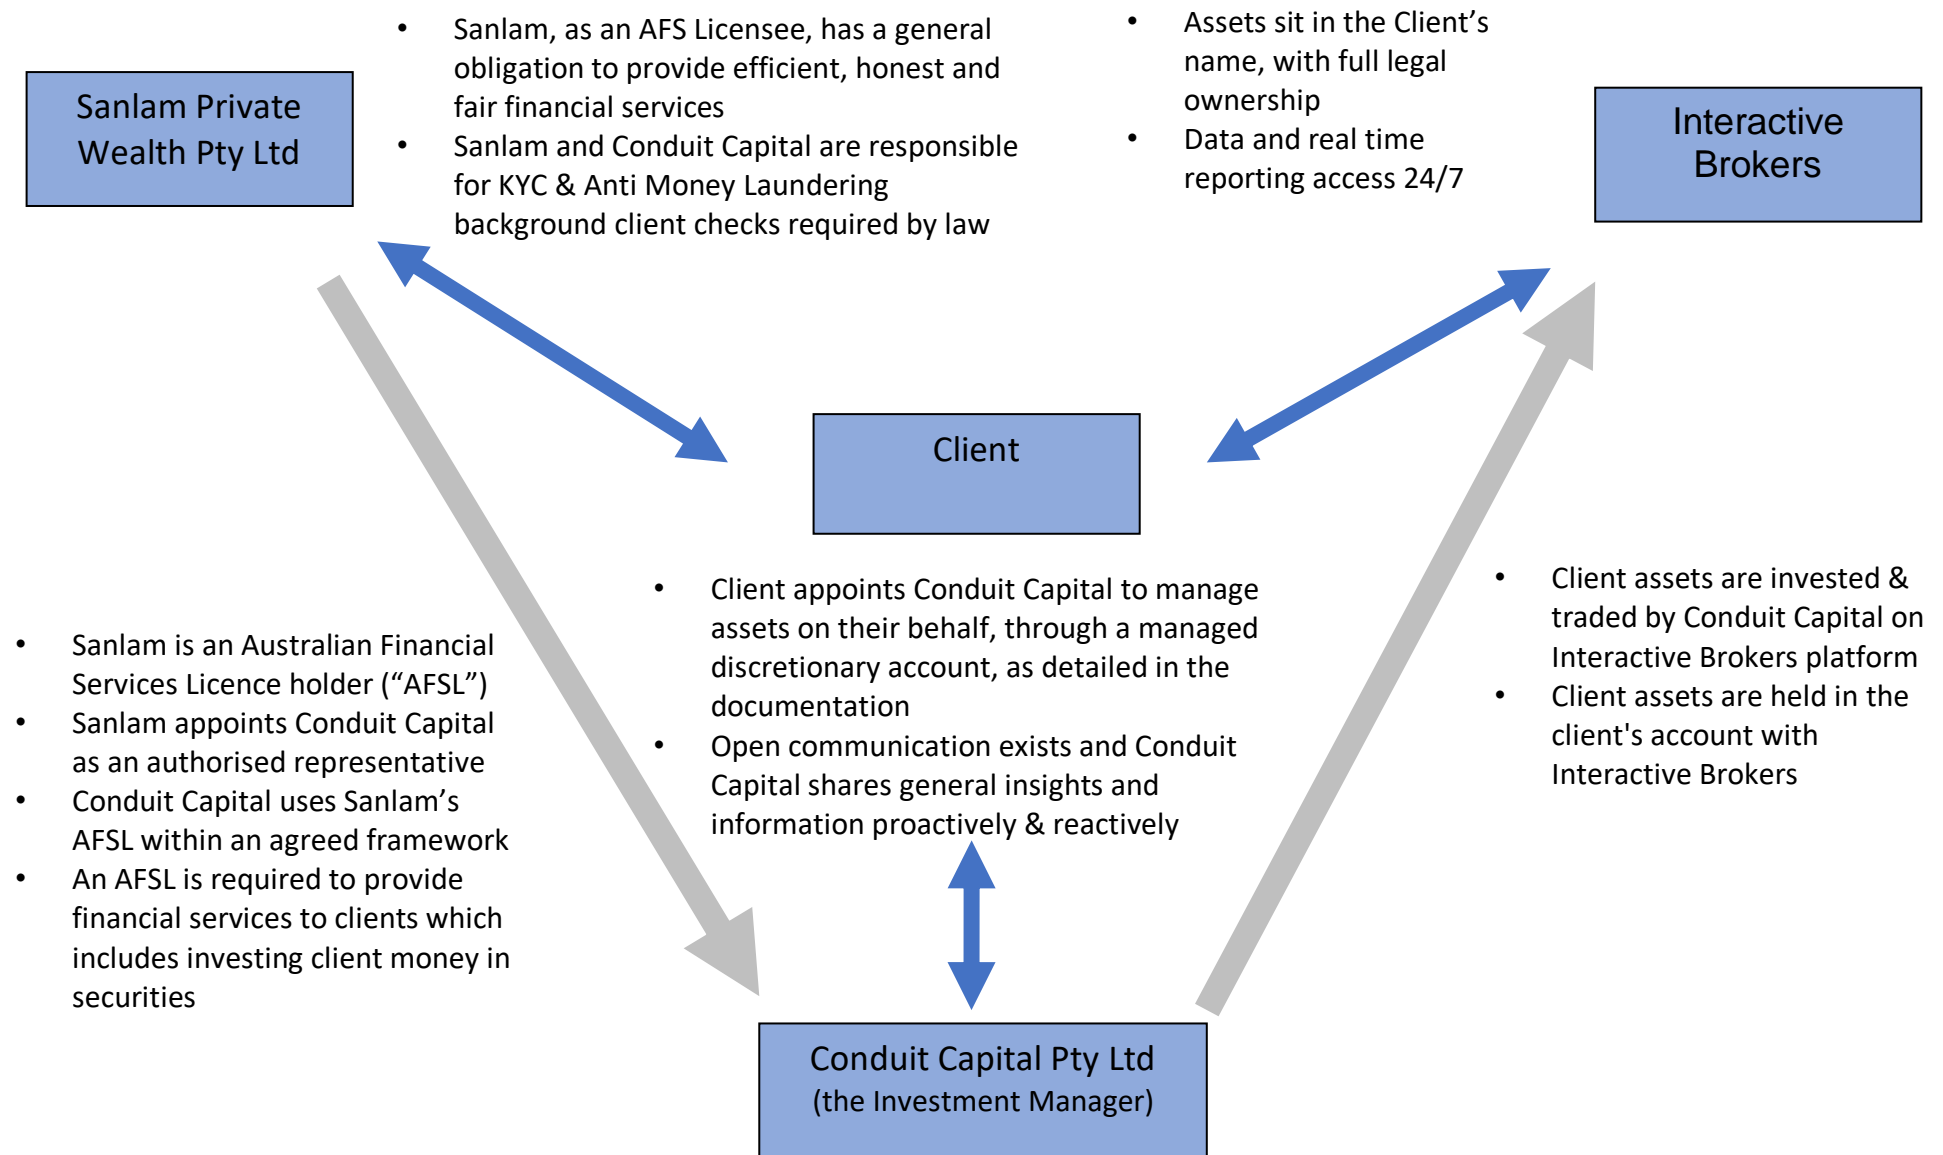 Sanlam Private
Wealth Pty Ltd
• Sanlam, as an AFS Licensee, has a general
obligation to provide efficient, honest and
fair financial services
• Sanlam and Conduit Capital are responsible
for KYC & Anti Money Laundering
background client checks required by law
• Assets sit in the Client’s
name, with full legal
ownership
• Data and real time
reporting access 24/7
Interactive
Brokers
Client
• Sanlam is an Australian Financial
Services Licence holder (“AFSL”)
• Sanlam appoints Conduit Capital
as an authorised representative
• Conduit Capital uses Sanlam’s
AFSL within an agreed framework
• An AFSL is required to provide
financial services to clients which
includes investing client money in
securities
• Client appoints Conduit Capital to manage
assets on their behalf, through a managed
discretionary account, as detailed in the
documentation
• Open communication exists and Conduit
Capital shares general insights and
information proactively & reactively
• Client assets are invested &
traded by Conduit Capital on
Interactive Brokers platform
• Client assets are held in the
client's account with
Interactive Brokers
Conduit Capital Pty Ltd
(the Investment Manager)